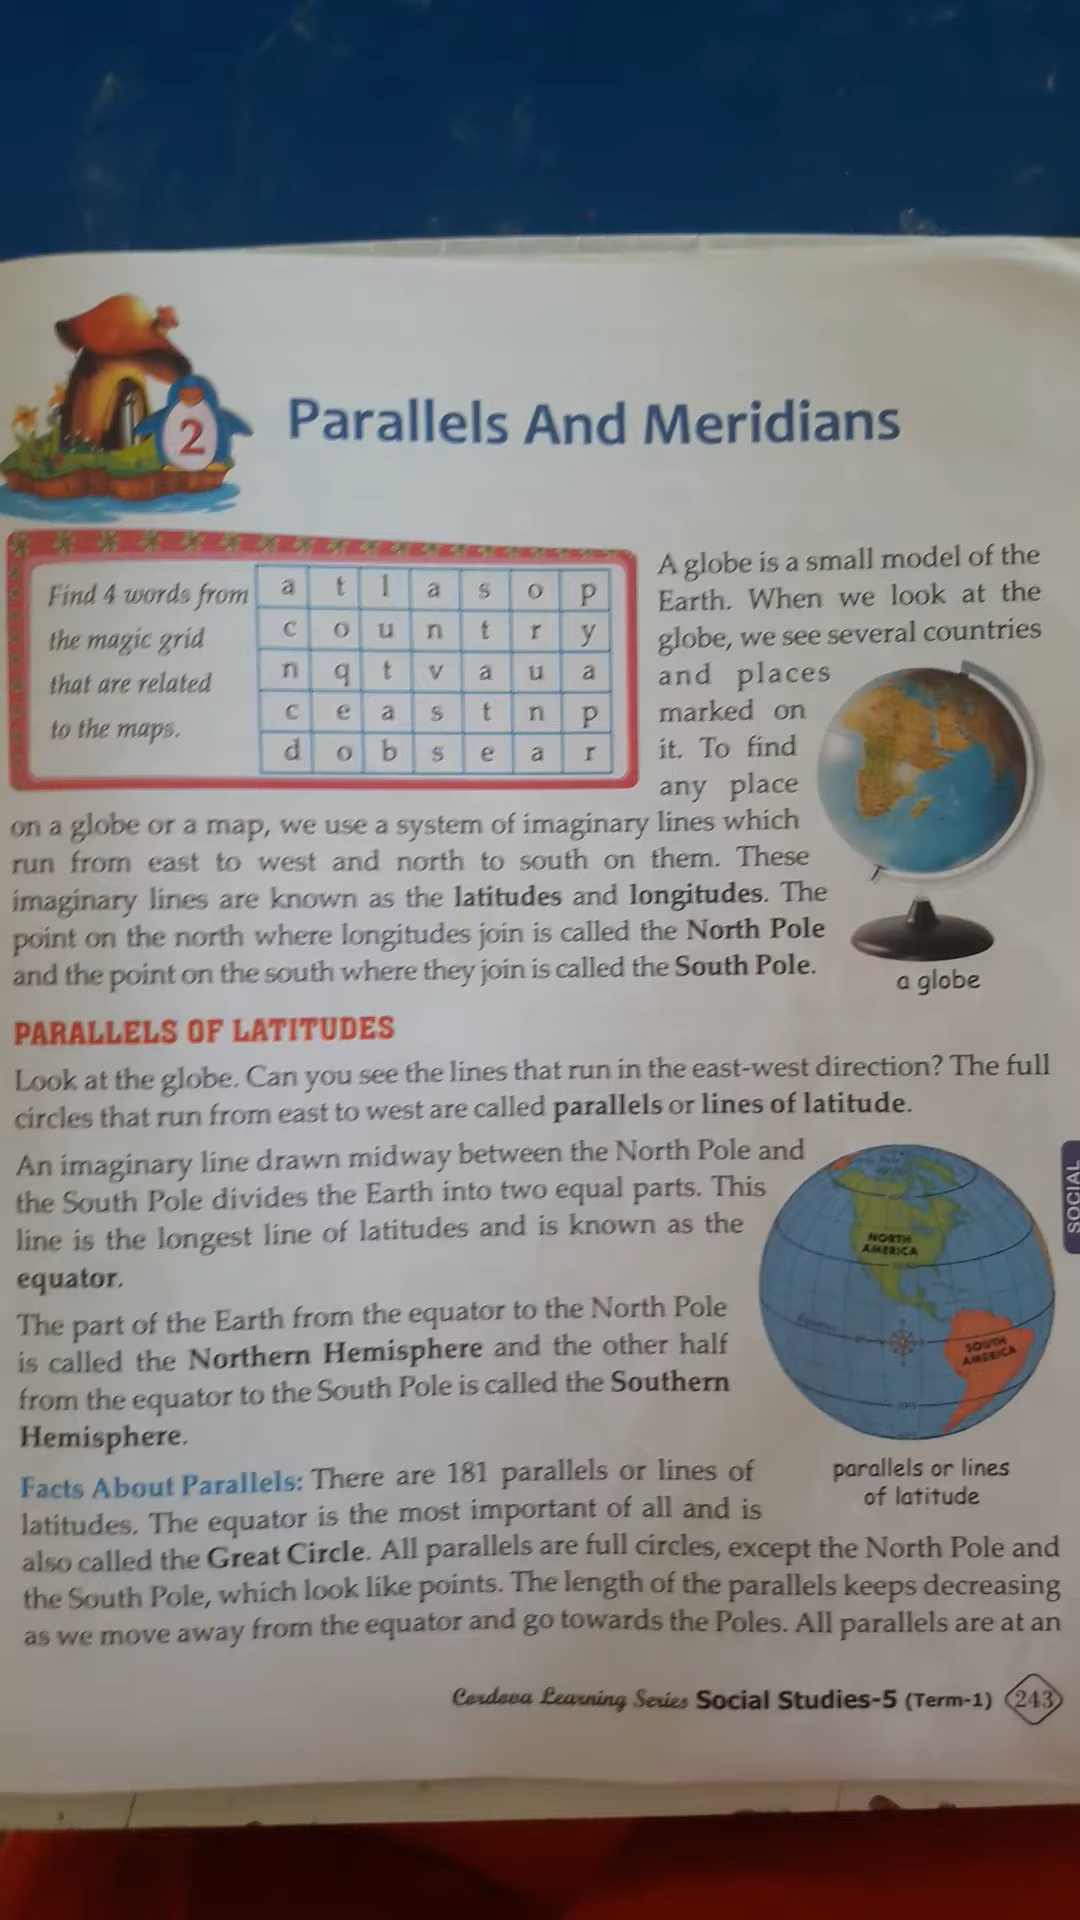 2
Parallels And Meridians
Find 4 words from
the magic grid
that are related
to the maps.
a t l a s o p
c o u n t r y
n q t v a u a
c e a s t n p
d o b s e a r
A globe is a small model of the
Earth. When we look at the
globe, we see several countries
and places
marked on
it. To find
any place
on a globe or a map, we use a system of imaginary lines which
run from east to west and north to south on them. These
imaginary lines are known as the latitudes and longitudes. The
point on the north where longitudes join is called the North Pole
and the point on the south where they join is called the South Pole.
a globe
PARALLELS OF LATITUDES
Look at the globe. Can you see the lines that run in the east-west direction? The full
circles that run from east to west are called parallels or lines of latitude.
An imaginary line drawn midway between the North Pole and
the South Pole divides the Earth into two equal parts. This
line is the longest line of latitudes and is known as the
equator.
The part of the Earth from the equator to the North Pole
is called the Northern Hemisphere and the other half
from the equator to the South Pole is called the Southern
Hemisphere.
NORTH
AMERICA
Equator
SOUTH
AMERICA
parallels or lines
of latitude
SOCIAL
Facts About Parallels: There are 181 parallels or lines of
latitudes. The equator is the most important of all and is
also called the Great Circle. All parallels are full circles, except the North Pole and
the South Pole, which look like points. The length of the parallels keeps decreasing
as we move away from the equator and go towards the Poles. All parallels are at an
Cordova Learning Series Social Studies-5 (Term-1) 243